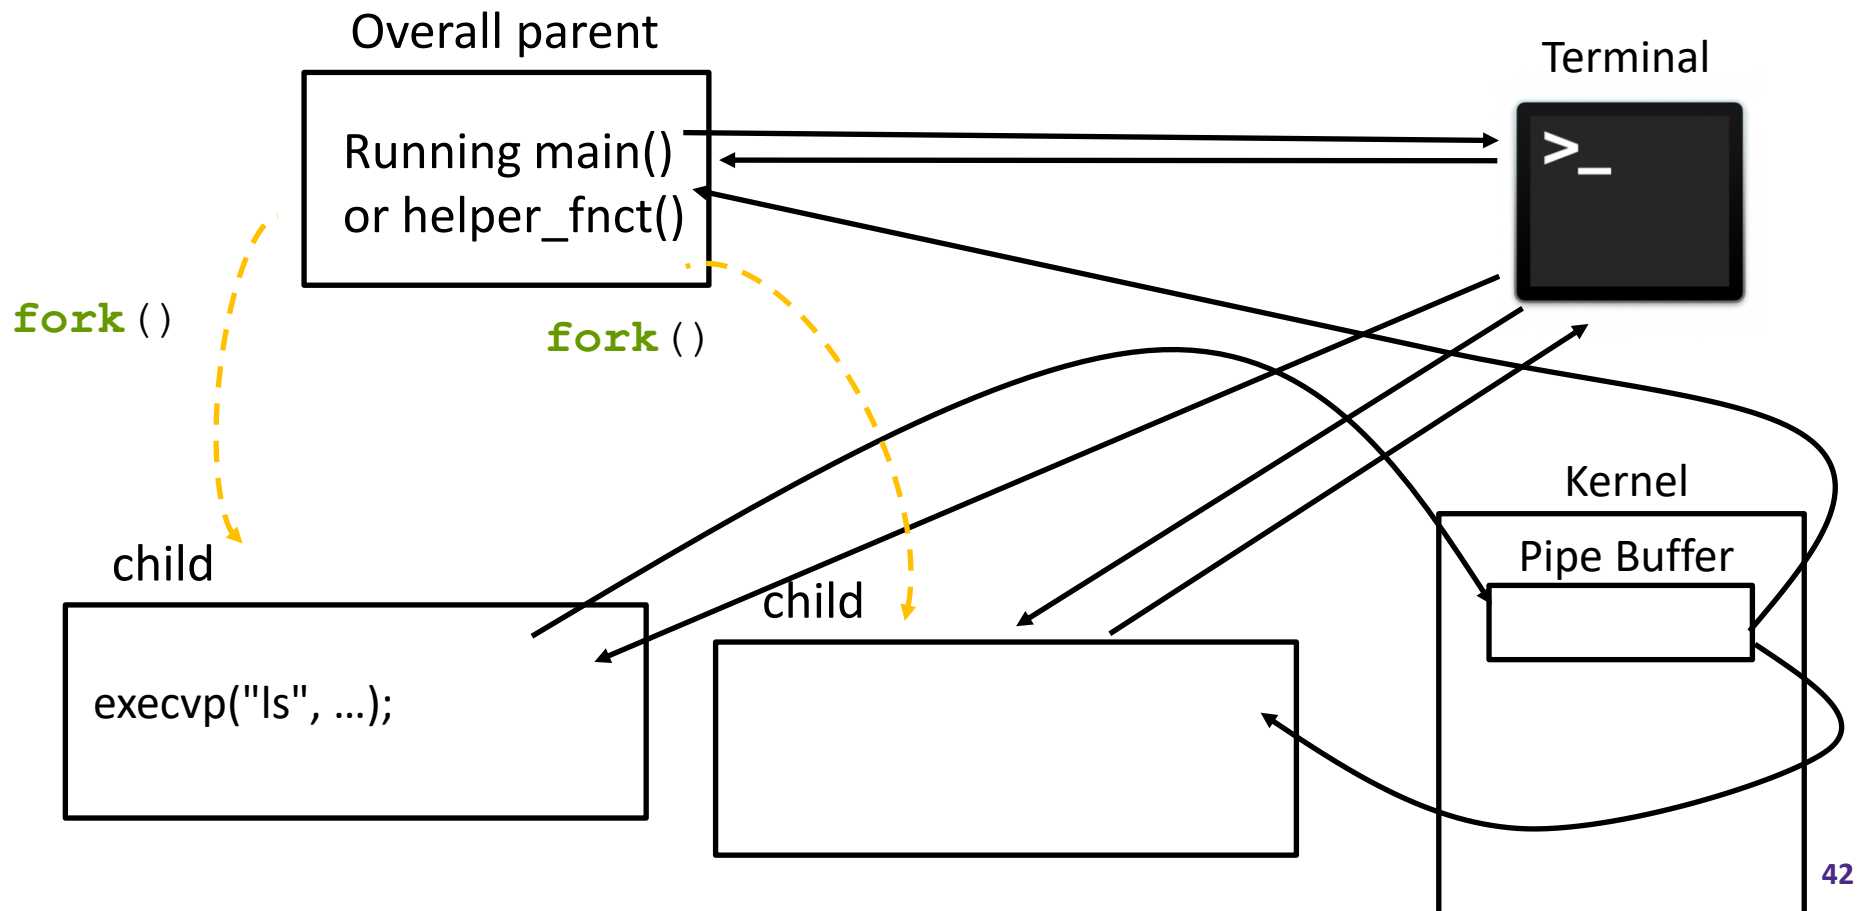 Overall parent
Terminal
Running main()
or helper_fnct()
>_
fork()
fork()
Kernel
Pipe Buffer
child
child
execvp("ls", …);
42